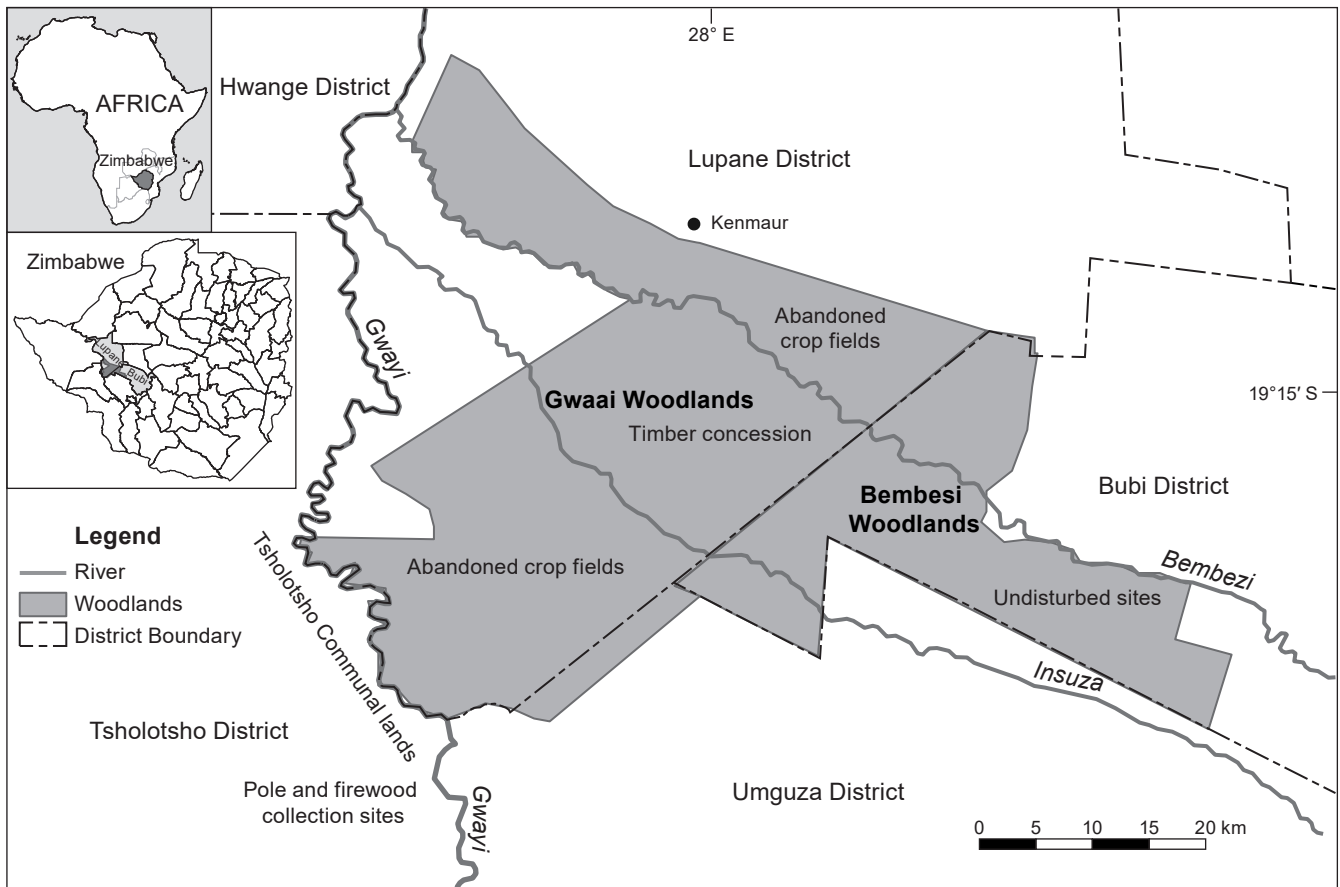 28° E
AFRICA
Zimbabwe
Hwange District
Lupane District
Kenmaur
Zimbabwe
Lupane
Bubi
Gwayi
Abandoned
crop fields
19°15′ S
Gwaai Woodlands
Timber concession
Bubi District
Bembesi
Woodlands
Bembezi
Legend
River
Woodlands
District Boundary
Tsholotsho Communal lands
Abandoned crop fields
Undisturbed sites
Insuza
Tsholotsho District
Pole and firewood
collection sites
Gwayi
Umguza District
0 5 10 15 20 km